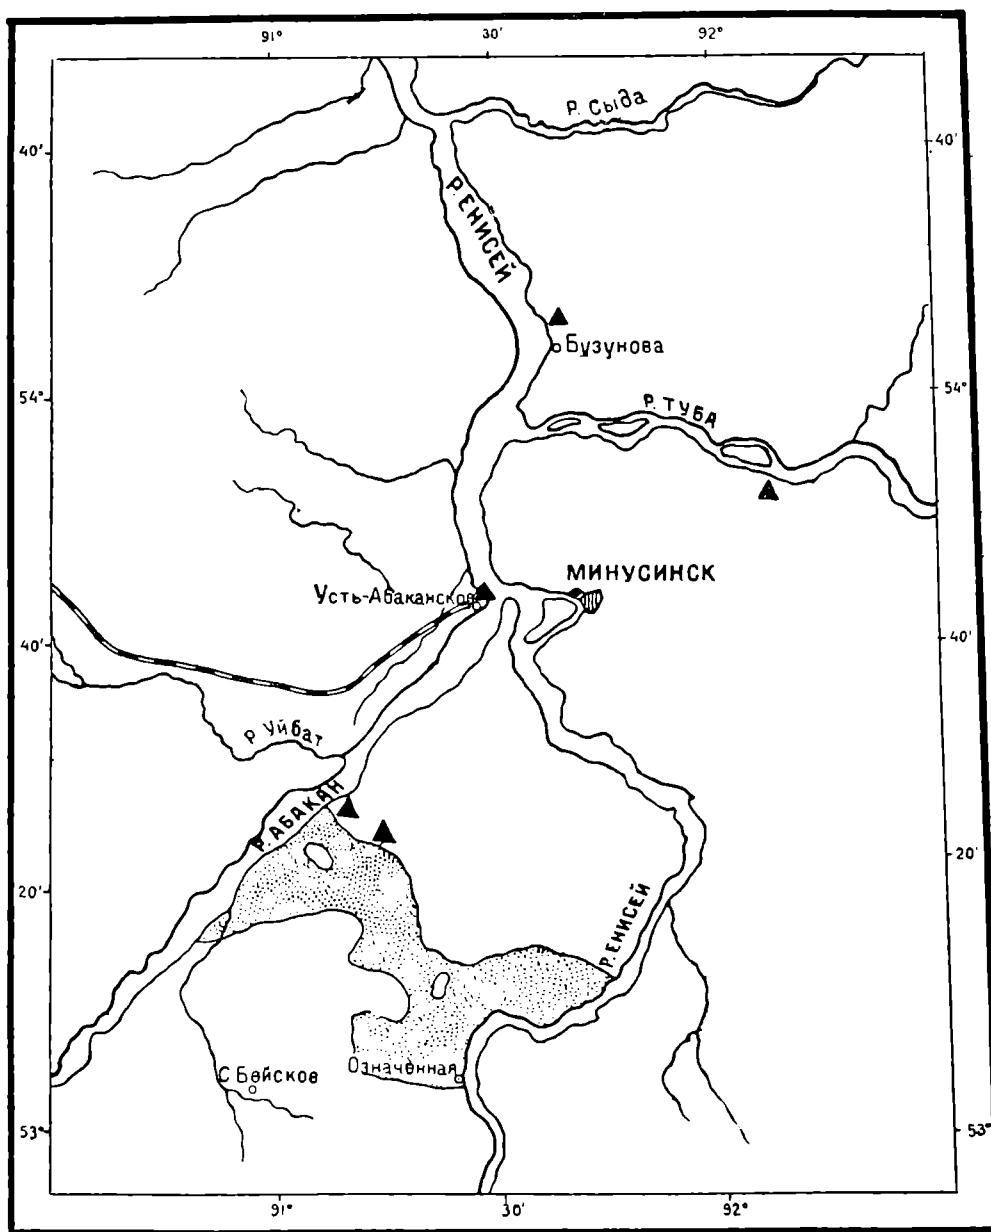 91° 30' 92°
Р. Сыда
40' 40'
Р. ЕНИСЕЙ
Бузунова
54° 54°
Р. ТУБА
МИНУСИНСК
Усть-Абаканское
40' 40'
Р. Уйбат
Р. АБАКАН
20'
20'
Р. ЕНИСЕЙ
Означенная
С Бейсков
53° 53°
91° 30' 92°